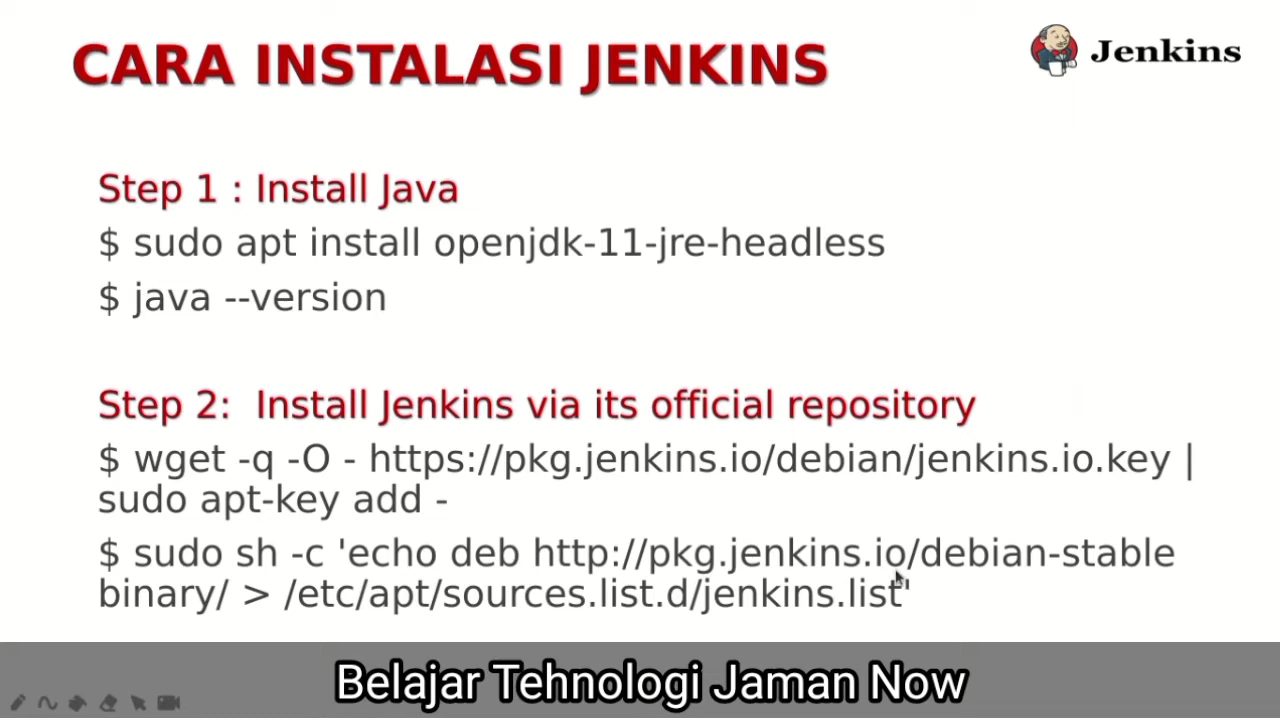 CARA INSTALASI JENKINS
Jenkins
Step 1 : Install Java
$ sudo apt install openjdk-11-jre-headless
$ java --version
Step 2:  Install Jenkins via its official repository
$ wget -q -O - https://pkg.jenkins.io/debian/jenkins.io.key |
sudo apt-key add -
$ sudo sh -c 'echo deb http://pkg.jenkins.io/debian-stable
binary/ > /etc/apt/sources.list.d/jenkins.list'
Belajar Tehnologi Jaman Now